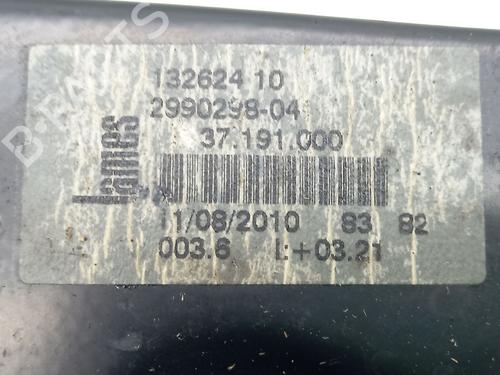 132624 10
2990298-04
37.191.000
Lames
11/08/2010 83 82
003.6 L:+03.21
B-PARTS